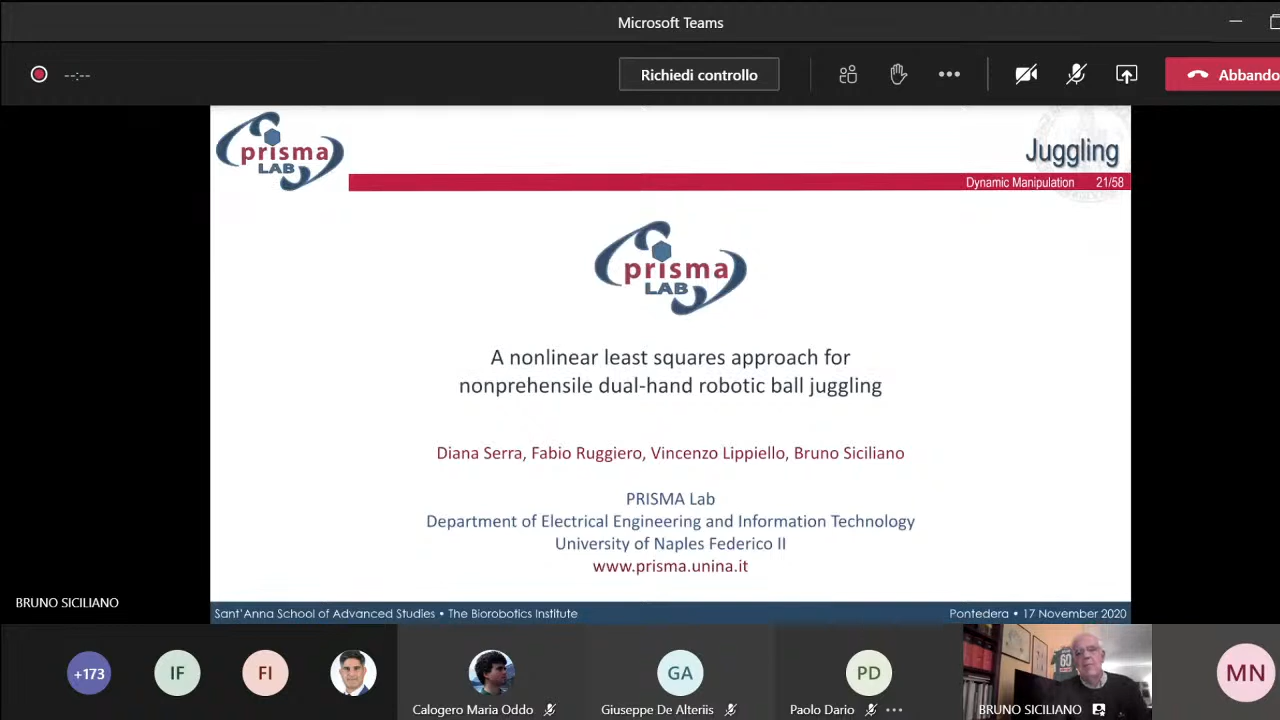 Microsoft Teams
--:--
Richiedi controllo
Abbando
prisma
LAB
Juggling
Dynamic Manipulation 21/58
prisma
LAB
A nonlinear least squares approach for
nonprehensile dual-hand robotic ball juggling
Diana Serra, Fabio Ruggiero, Vincenzo Lippiello, Bruno Siciliano
PRISMA Lab
Department of Electrical Engineering and Information Technology
University of Naples Federico II
www.prisma.unina.it
BRUNO SICILIANO
Sant'Anna School of Advanced Studies • The Biorobotics Institute
Pontedera • 17 November 2020
+173
IF
FI
Calogero Maria Oddo
GA
Giuseppe De Alteriis
PD
Paolo Dario
60
BRUNO SICILIANO
MN